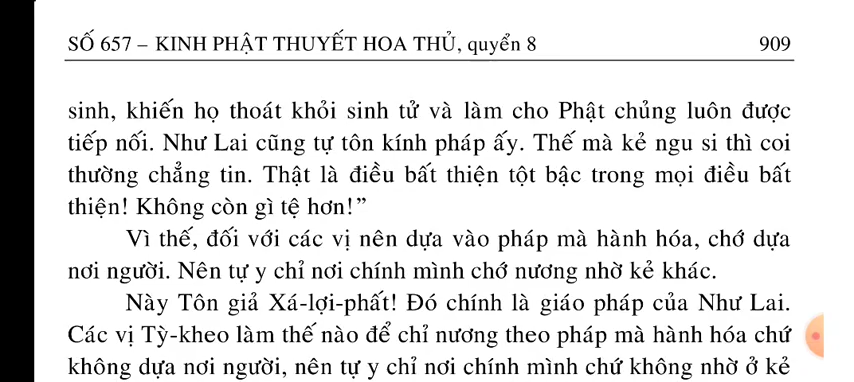 SỐ 657 – KINH PHẬT THUYẾT HOA THỦ, quyển 8 909
sinh, khiến họ thoát khỏi sinh tử và làm cho Phật chủng luôn được
tiếp nối. Như Lai cũng tự tôn kính pháp ấy. Thế mà kẻ ngu si thì coi
thường chẳng tin. Thật là điều bất thiện tột bậc trong mọi điều bất
thiện! Không còn gì tệ hơn!”
Vì thế, đối với các vị nên dựa vào pháp mà hành hóa, chớ dựa
nơi người. Nên tự y chỉ nơi chính mình chớ nương nhờ kẻ khác.
Này Tôn giả Xá-lợi-phất! Đó chính là giáo pháp của Như Lai.
Các vị Tỳ-kheo làm thế nào để chỉ nương theo pháp mà hành hóa chứ
không dựa nơi người, nên tự y chỉ nơi chính mình chứ không nhờ ở kẻ